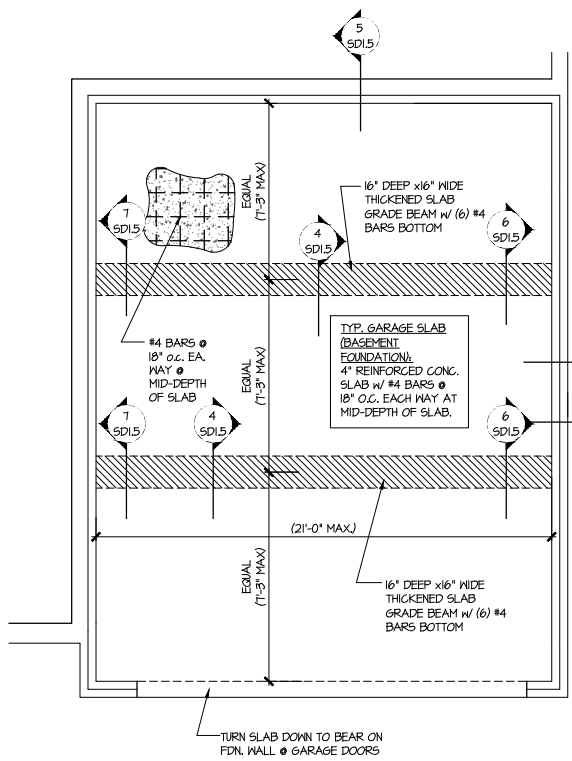 5
SD1.5
EQUAL
(7'-3" MAX)
16" DEEP x16" WIDE
THICKENED SLAB
GRADE BEAM w/ (6) #4
BARS BOTTOM
7
SD1.5
4
SD1.5
6
SD1.5
#4 BARS @
18" o.c. EA.
WAY @
MID-DEPTH
OF SLAB
EQUAL
(7'-3" MAX)
TYP. GARAGE SLAB
(BASEMENT
FOUNDATION):
4" REINFORCED CONC.
SLAB w/ #4 BARS @
18" O.C. EACH WAY AT
MID-DEPTH OF SLAB.
7
SD1.5
4
SD1.5
6
SD1.5
(21'-0" MAX.)
EQUAL
(7'-3" MAX)
16" DEEP x16" WIDE
THICKENED SLAB
GRADE BEAM w/ (6) #4
BARS BOTTOM
TURN SLAB DOWN TO BEAR ON
FDN. WALL @ GARAGE DOORS